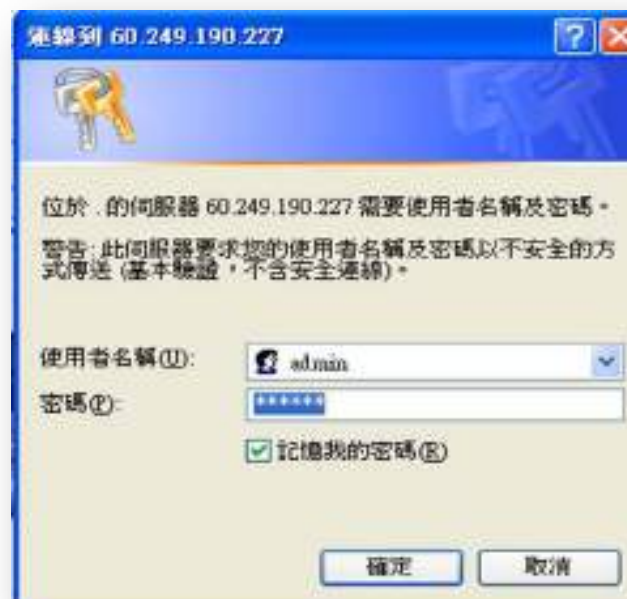 連線到 60.249.190.227
位於 . 的伺服器 60.249.190.227 需要使用者名稱及密碼。
警告: 此伺服器要求您的使用者名稱及密碼以不安全的方
式傳送 (基本驗證，不含安全連線)。
使用者名稱(U): admin
密碼(P): ••••••
記憶我的密碼(R)
確定 取消